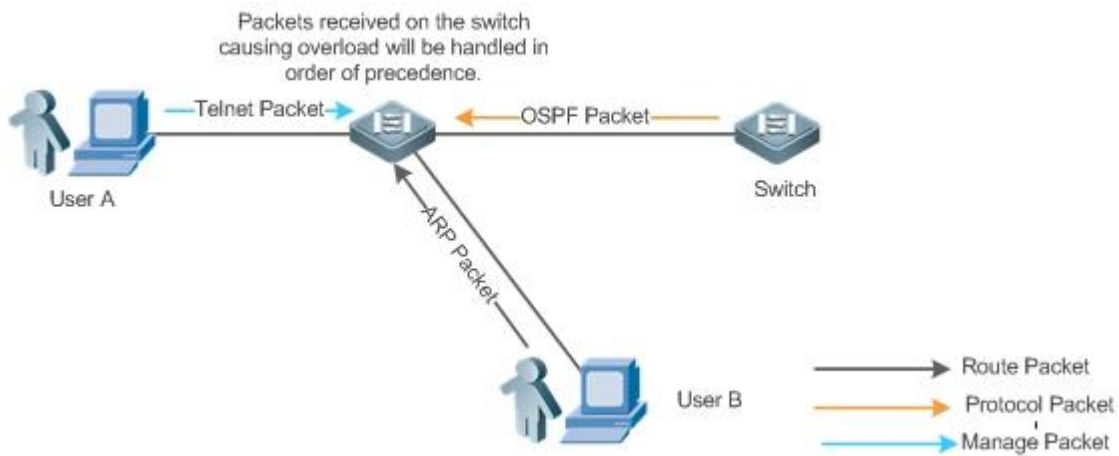 Packets received on the switch
causing overload will be handled in
order of precedence.
Telnet Packet
OSPF Packet
User A
Switch
ARP Packet
User B
Route Packet
Protocol Packet
Manage Packet